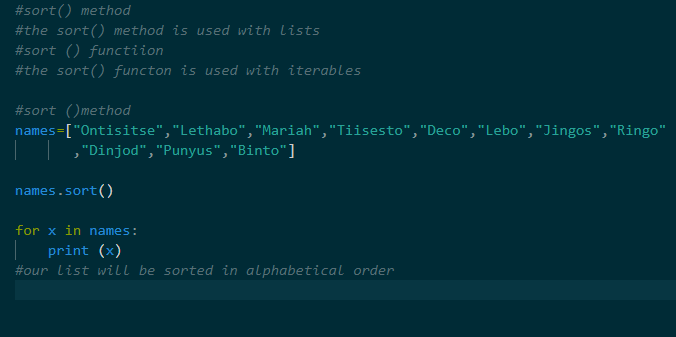 #sort() method
#the sort() method is used with lists
#sort () functiion
#the sort() functon is used with iterables
#sort ()method
names=["Ontisitse","Lethabo","Mariah","Tiisesto","Deco","Lebo","Jingos","Ringo"
,"Dinjod","Punyus","Binto"]
names.sort()
for x in names:
print (x)
#our list will be sorted in alphabetical order